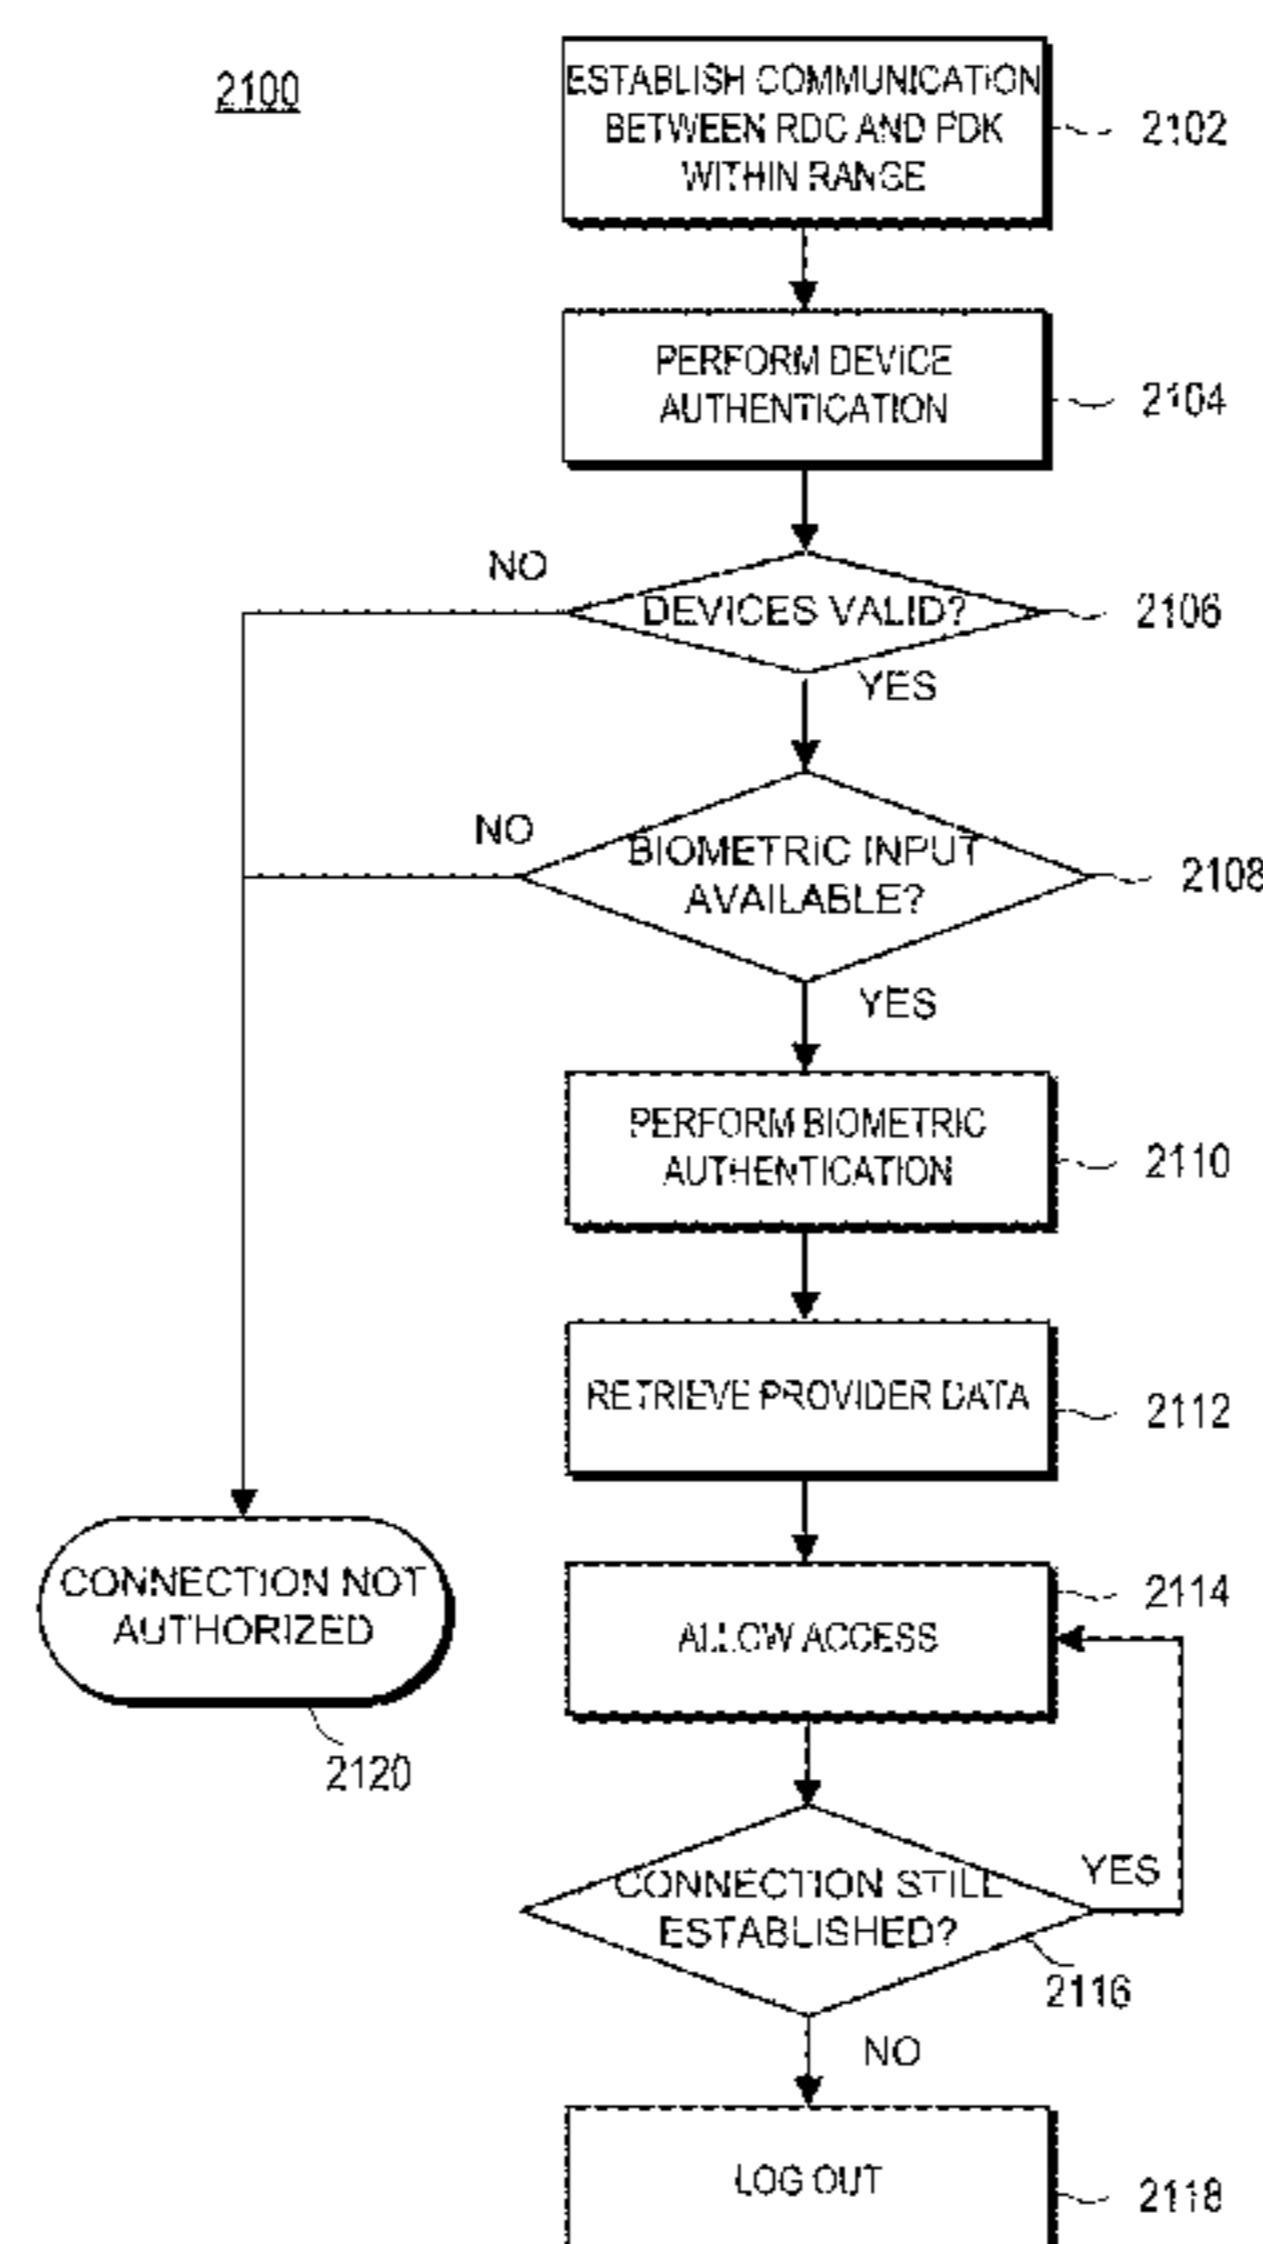 2100
ESTABLISH COMMUNICATION
BETWEEN RDC AND PDK
WITHIN RANGE
2102
PERFORM DEVICE
AUTHENTICATION
2104
NO
DEVICES VALID?
2106
YES
NO
BIOMETRIC INPUT
AVAILABLE?
2108
YES
PERFORM BIOMETRIC
AUTHENTICATION
2110
RETRIEVE PROVIDER DATA
2112
CONNECTION NOT
AUTHORIZED
2120
ALLOW ACCESS
2114
CONNECTION STILL
ESTABLISHED?
YES
2116
NO
LOG OUT
2118